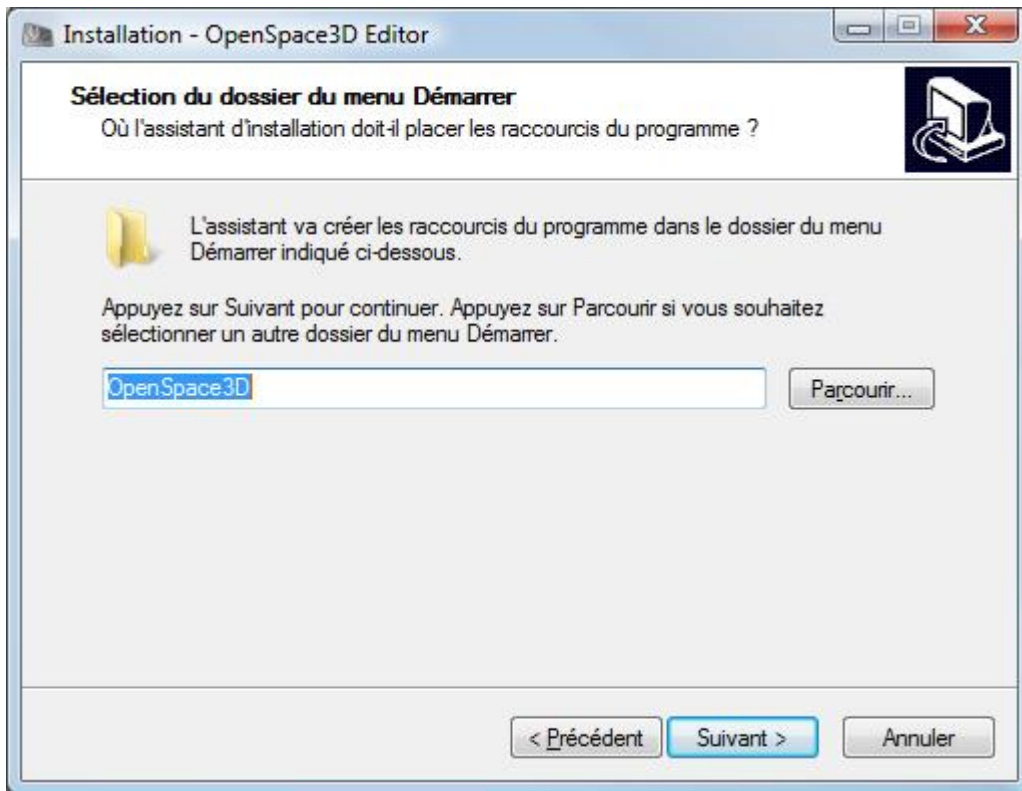 Installation - OpenSpace3D Editor
Sélection du dossier du menu Démarrer
Où l'assistant d'installation doit-il placer les raccourcis du programme ?
L'assistant va créer les raccourcis du programme dans le dossier du menu
Démarrer indiqué ci-dessous.
Appuyez sur Suivant pour continuer. Appuyez sur Parcourir si vous souhaitez
sélectionner un autre dossier du menu Démarrer.
OpenSpace3D
Parcourir...
< Précédent
Suivant >
Annuler